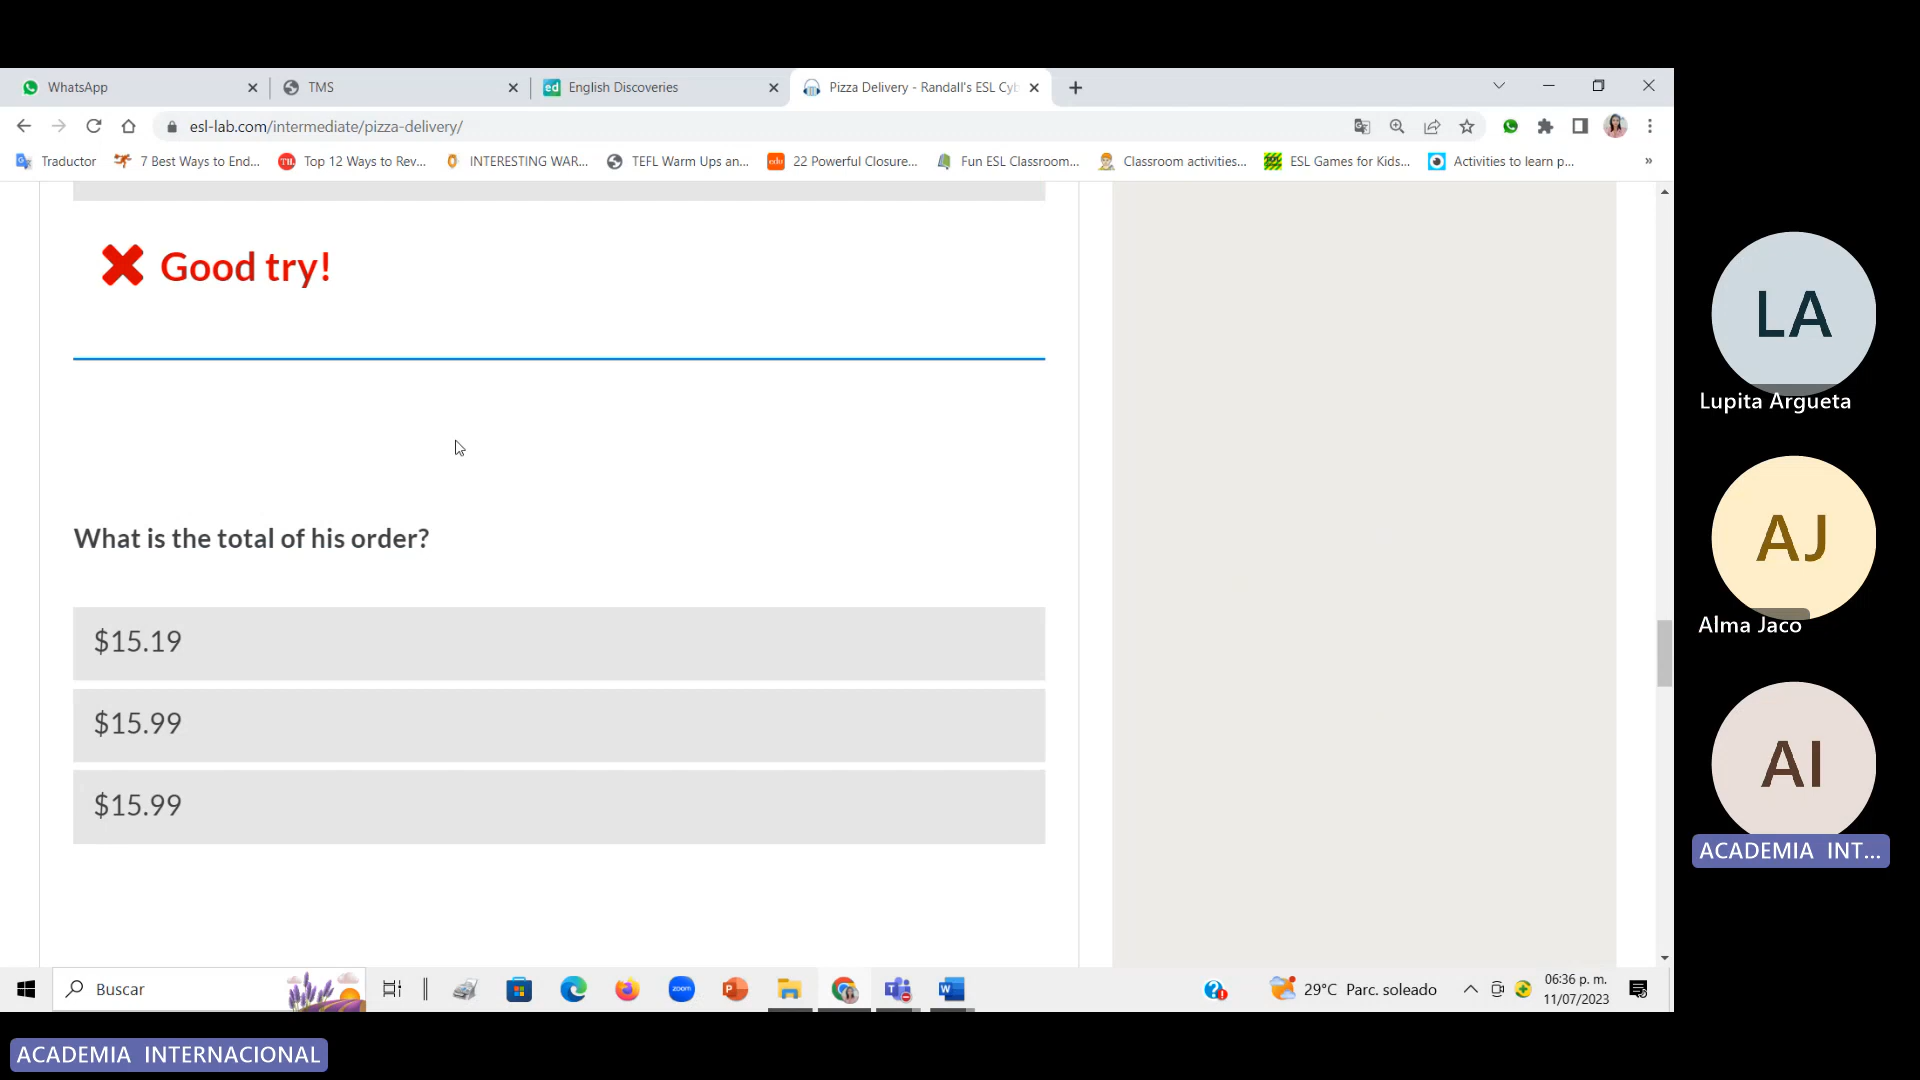 WhatsApp
TMS
English Discoveries
Pizza Delivery - Randall's ESL Cyb
esl-lab.com/intermediate/pizza-delivery/
Traductor
7 Best Ways to End...
Top 12 Ways to Rev...
INTERESTING WAR...
TEFL Warm Ups an...
22 Powerful Closure...
Fun ESL Classroom...
Classroom activities...
ESL Games for Kids...
Activities to learn p...
»
Good try!
What is the total of his order?
$15.19
$15.99
$15.99
LA
Lupita Argueta
AJ
Alma Jaco
AI
ACADEMIA INT...
Buscar
zoom
29°C Parc. soleado
06:36 p. m.
11/07/2023
ACADEMIA INTERNACIONAL